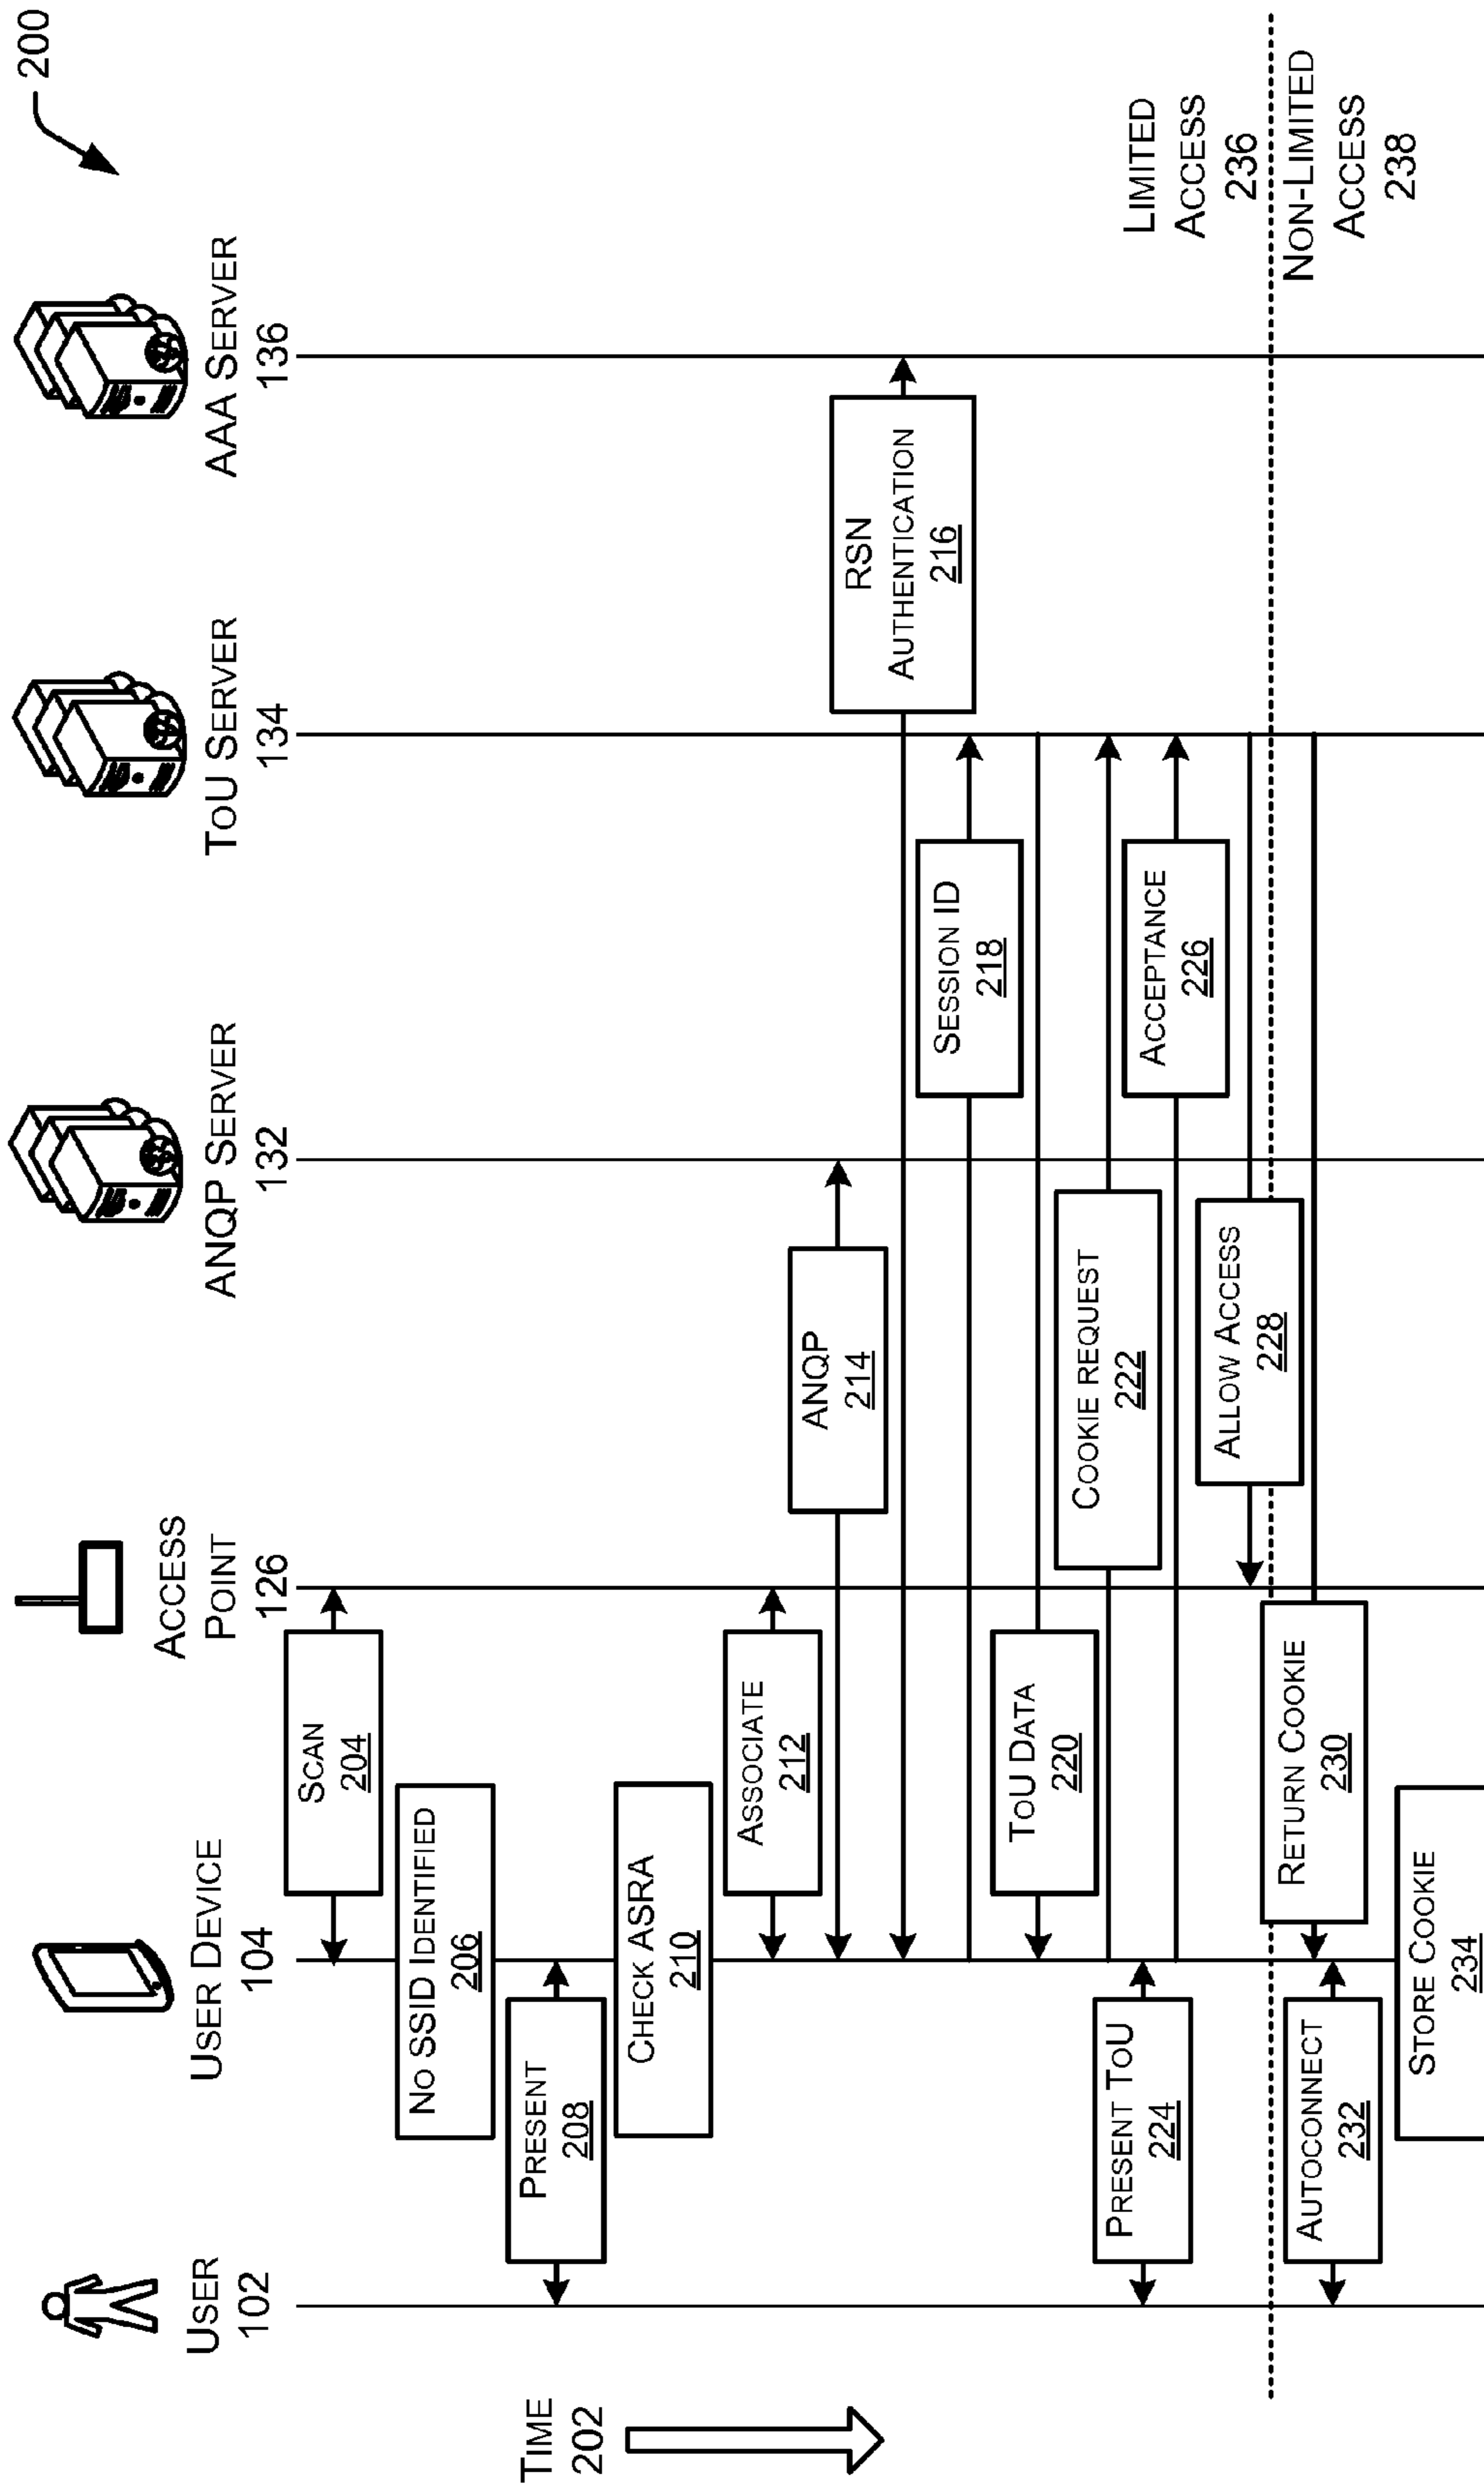 200
USER
102
USER DEVICE
104
ACCESS
POINT
126
ANQP SERVER
132
TOU SERVER
134
AAA SERVER
136
TIME
202
SCAN
204
NO SSID IDENTIFIED
206
PRESENT
208
CHECK ASRA
210
ASSOCIATE
212
ANQP
214
RSN
AUTHENTICATION
216
SESSION ID
218
TOU DATA
220
COOKIE REQUEST
222
PRESENT TOU
224
ACCEPTANCE
226
ALLOW ACCESS
228
LIMITED
ACCESS
236
NON-LIMITED
ACCESS
238
RETURN COOKIE
230
AUTOCONNECT
232
STORE COOKIE
234